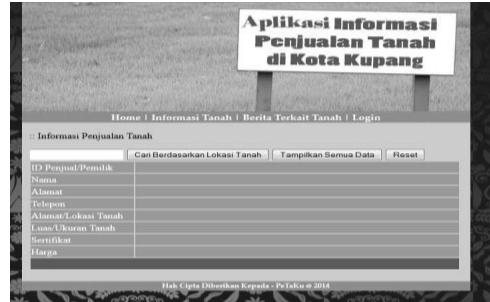 Aplikasi Informasi
Penjualan Tanah
di Kota Kupang
Home | Informasi Tanah | Berita Terkait Tanah | Login
:: Informasi Penjualan Tanah
Cari Berdasarkan Lokasi Tanah Tampilkan Semua Data Reset
ID Penjual/Pemilik
Nama
Alamat
Telepon
Alamat/Lokasi Tanah
Luas/Ukuran Tanah
Sertifikat
Harga
Hak Cipta Diberikan Kepada - PeTaKu @ 2014